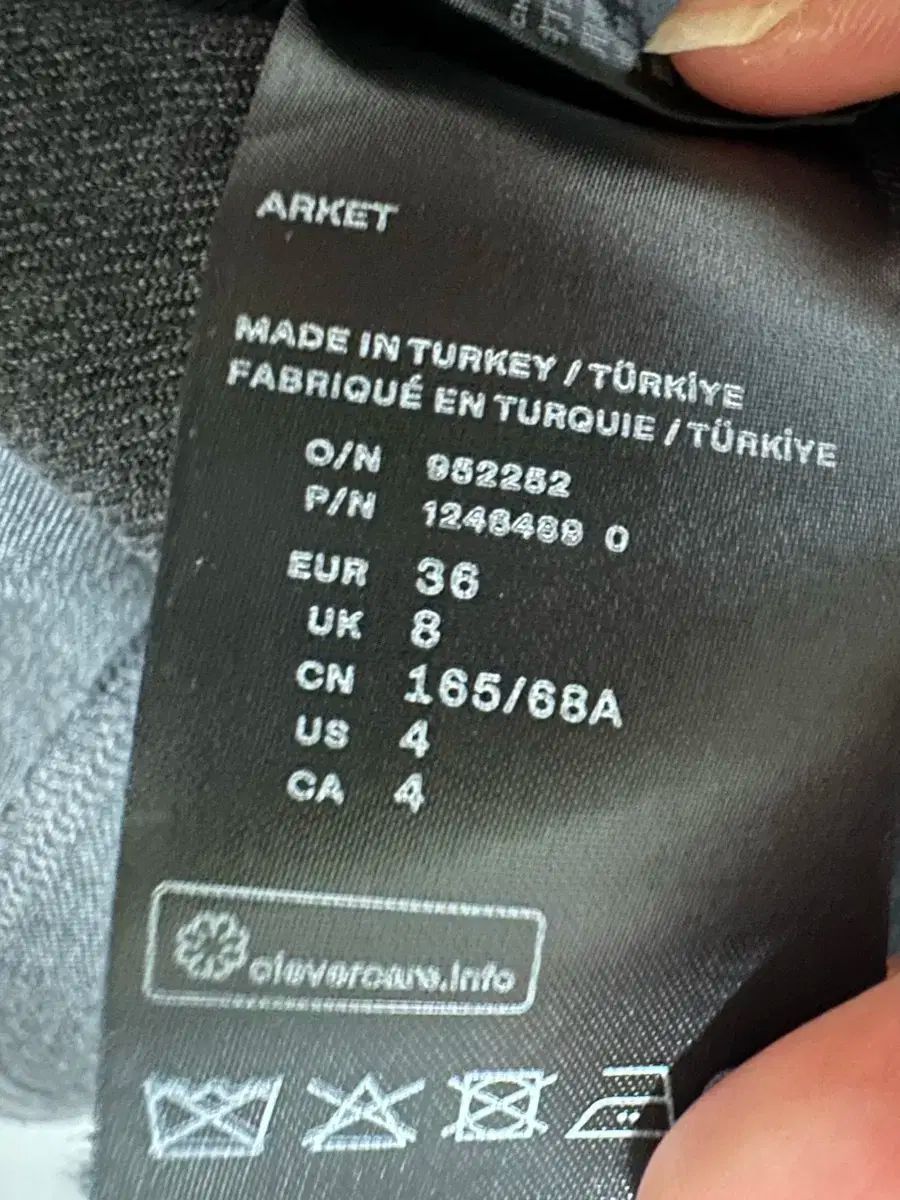 ARKET
MADE IN TURKEY / TÜRKİYE
FABRIQUÉ EN TURQUIE / TÜRKİYE
O/N 952252
P/N 1246489 0
EUR 36
UK 8
CN 165/68A
US 4
CA 4
clevercare.info